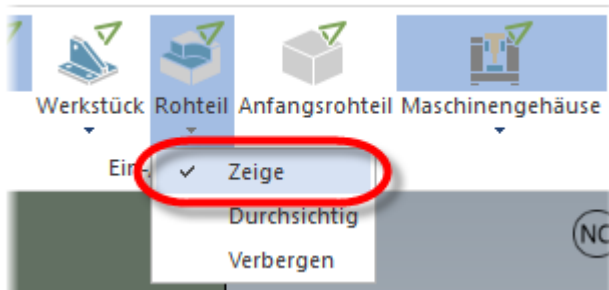 Werkstück Rohteil Anfangsrohteil Maschinengehäuse
Zeige
Durchsichtig
Verbergen
NC